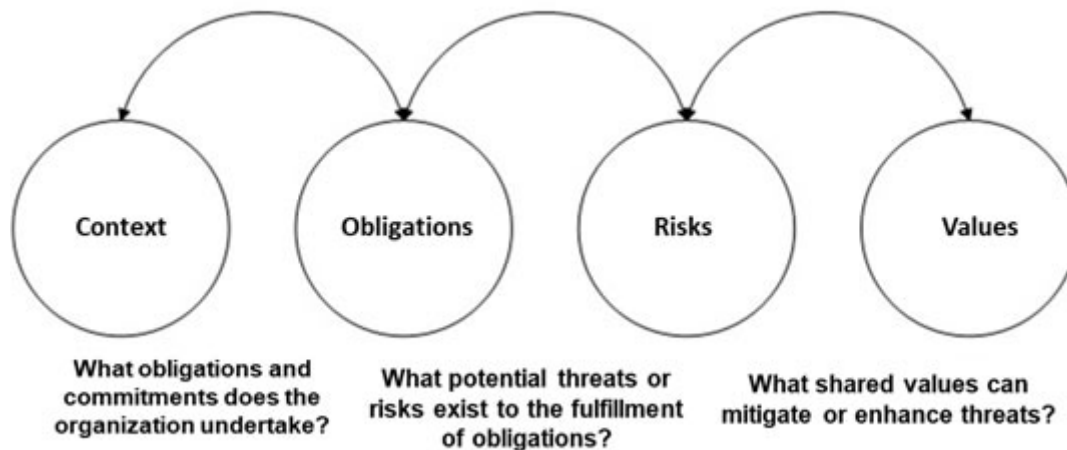 Context
Obligations
Risks
Values
What obligations and
commitments does the
organization undertake?
What potential threats or
risks exist to the fulfillment
of obligations?
What shared values can
mitigate or enhance threats?